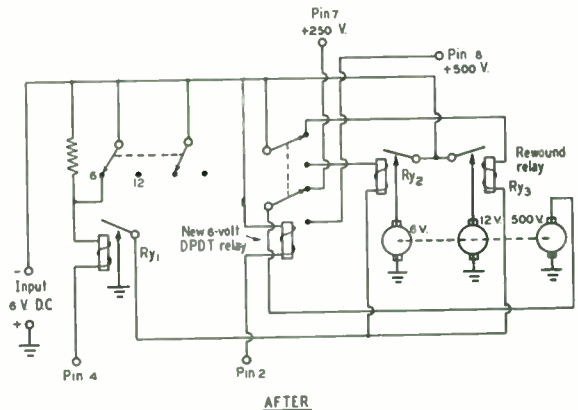 Pin 7
+250 V.
Pin 8
+500 V.
6
12
Ry2
Rewound
relay
Ry3
New 6-volt
DPDT relay
6 V.
12 V.
500 V.
Ry1
-
Input
6 V. D.C
+
Pin 4
Pin 2
AFTER